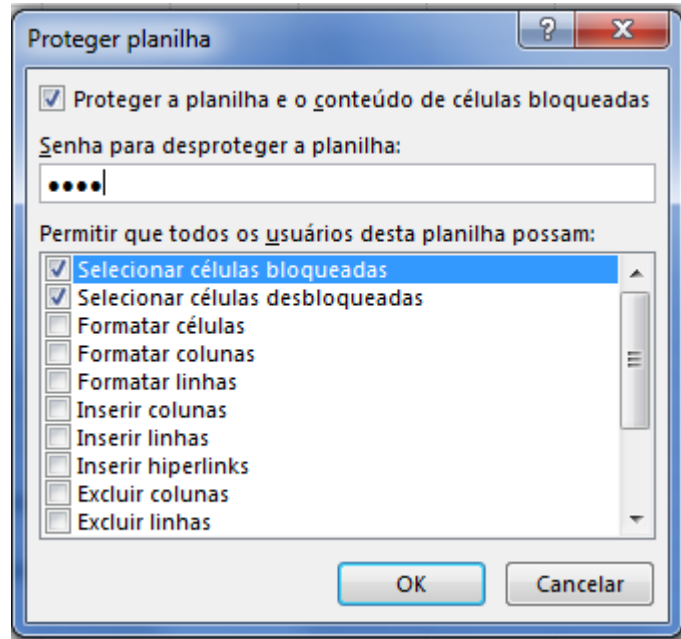 Proteger planilha
Proteger a planilha e o conteúdo de células bloqueadas
Senha para desproteger a planilha:
••••
Permitir que todos os usuários desta planilha possam:
Selecionar células bloqueadas
Selecionar células desbloqueadas
Formatar células
Formatar colunas
Formatar linhas
Inserir colunas
Inserir linhas
Inserir hiperlinks
Excluir colunas
Excluir linhas
OK Cancelar